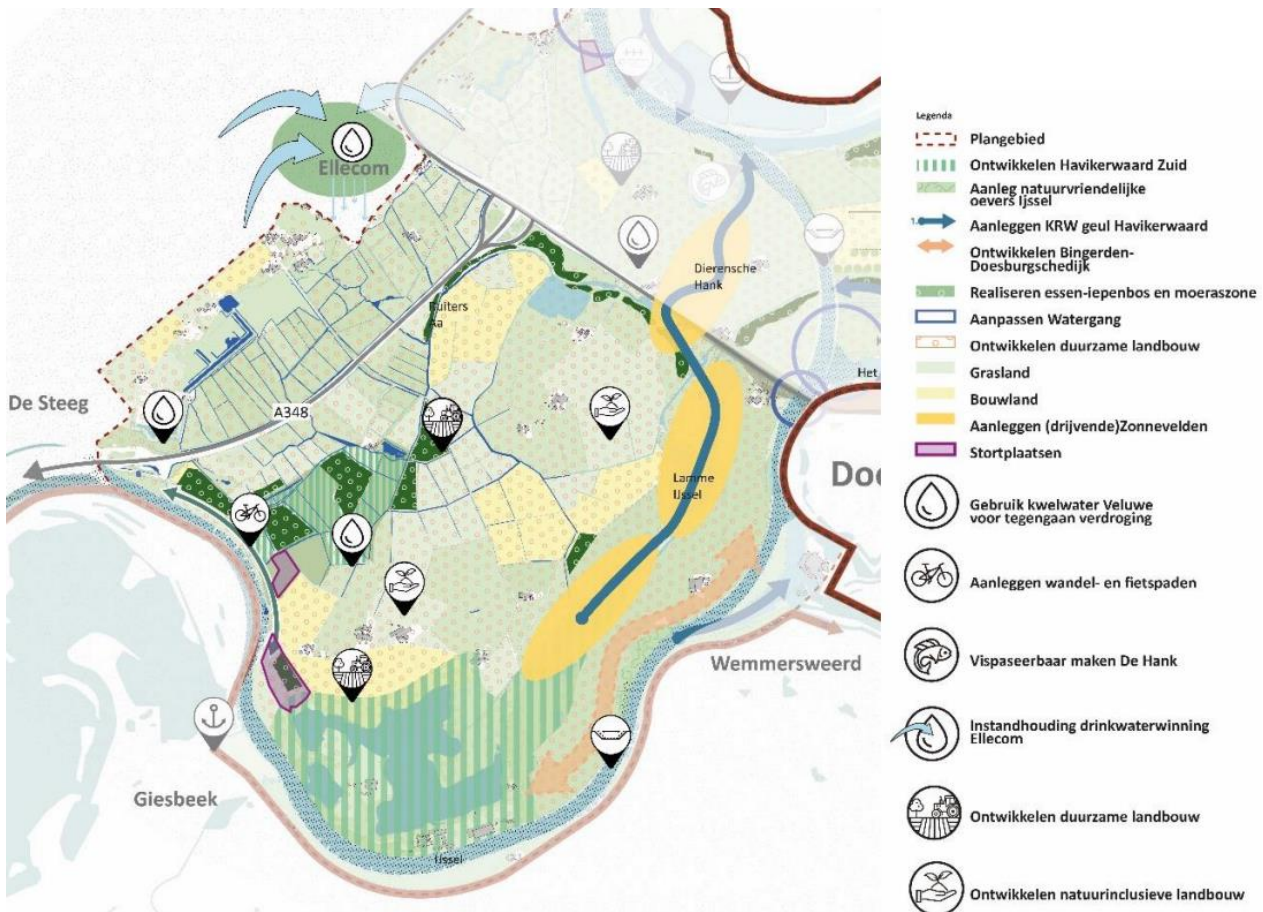 Ellecom
Dierensche
Hank
Ruiters
Aa
De Steeg
A348
Het
Lamme
IJssel
Doe
Wemmersweerd
Giesbeek
IJssel
Legenda
Plangebied
Ontwikkelen Havikerwaard Zuid
Aanleg natuurvriendelijke
oevers Ijssel
Aanleggen KRW geul Havikerwaard
Ontwikkelen Bingerden-
Doesburgschedijk
Realiseren essen-iepenbos en moeraszone
Aanpassen Watergang
Ontwikkelen duurzame landbouw
Grasland
Bouwland
Aanleggen (drijvende)Zonnevelden
Stortplaatsen
Gebruik kwelwater Veluwe
voor tegengaan verdroging
Aanleggen wandel- en fietspaden
Vispaseerbaar maken De Hank
Instandhouding drinkwaterwinning
Ellecom
Ontwikkelen duurzame landbouw
Ontwikkelen natuurinclusieve landbouw